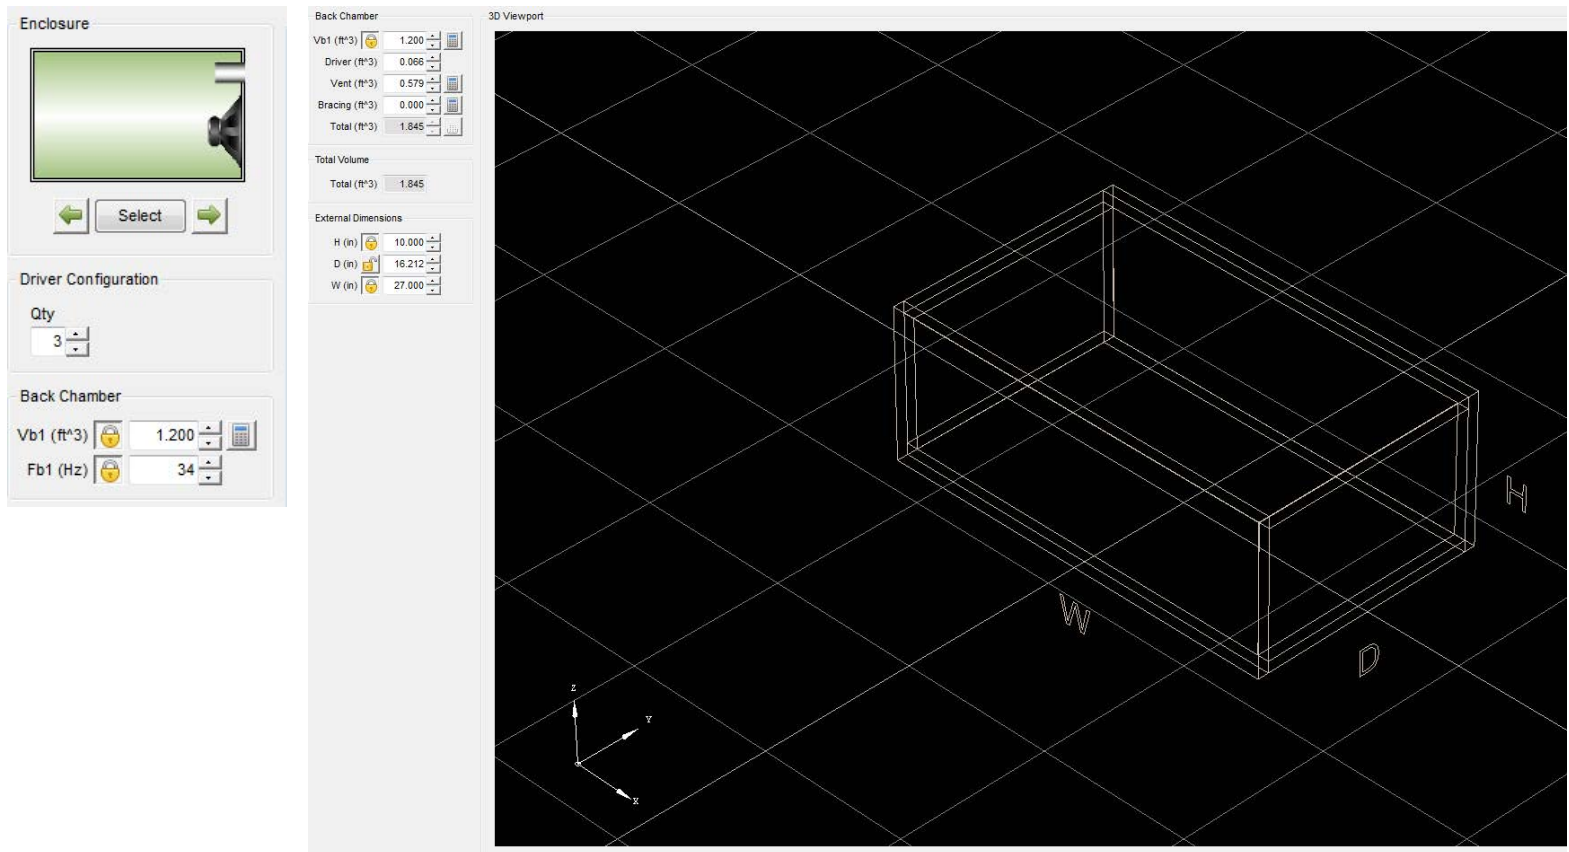 Enclosure
Select
Driver Configuration
Qty
3
Back Chamber
Vb1 (ft^3) 1.200
Fb1 (Hz) 34
Back Chamber
Vb1 (ft^3) 1.200
Driver (ft^3) 0.066
Vent (ft^3) 0.579
Bracing (ft^3) 0.000
Total (ft^3) 1.845
Total Volume
Total (ft^3) 1.845
External Dimensions
H (in) 10.000
D (in) 16.212
W (in) 27.000
3D Viewport
H
W
D
Z
Y
X